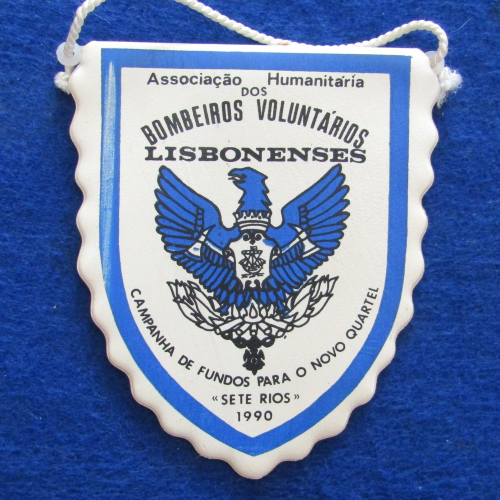 Associação Humanitária
DOS
BOMBEIROS VOLUNTÁRIOS
LISBONENSES
CAMPANHA DE FUNDOS PARA O NOVO QUARTEL
«SETE RIOS»
1990